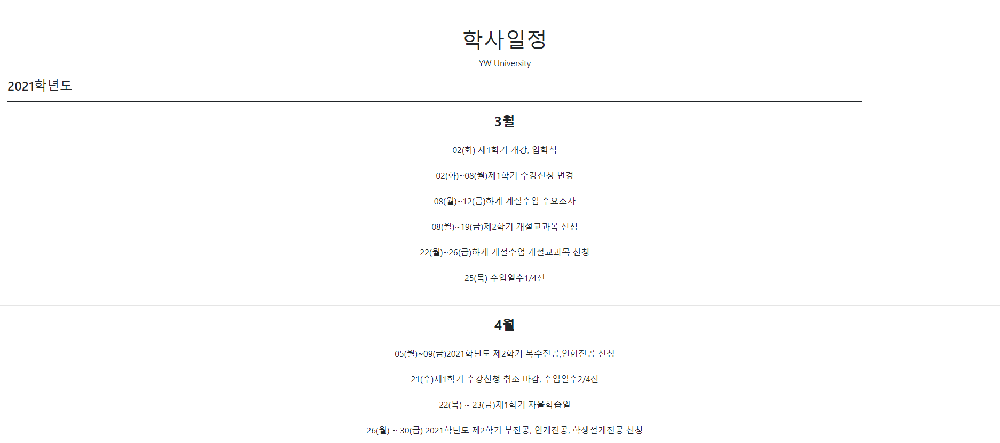 학사일정
YW University
2021학년도
3월
02(화) 제1학기 개강, 입학식
02(화)~08(월)제1학기 수강신청 변경
08(월)~12(금)하계 계절수업 수요조사
08(월)~19(금)제2학기 개설교과목 신청
22(월)~26(금)하계 계절수업 개설교과목 신청
25(목) 수업일수1/4선
4월
05(월)~09(금)2021학년도 제2학기 복수전공,연합전공 신청
21(수)제1학기 수강신청 취소 마감, 수업일수2/4선
22(목) ~ 23(금)제1학기 자율학습일
26(월) ~ 30(금) 2021학년도 제2학기 부전공, 연계전공, 학생설계전공 신청